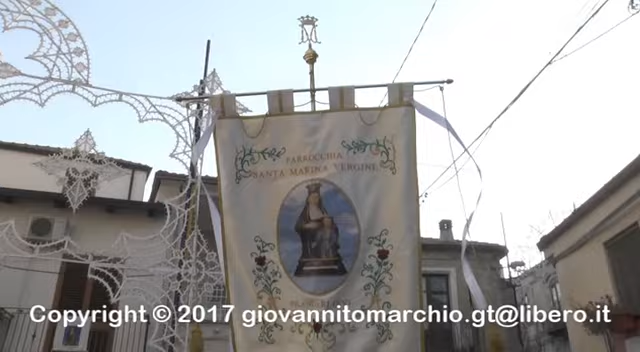 PARROCCHIA
SANTA MARINA VERGINE
Copyright © 2017 giovannitomarchio.gt@libero.it